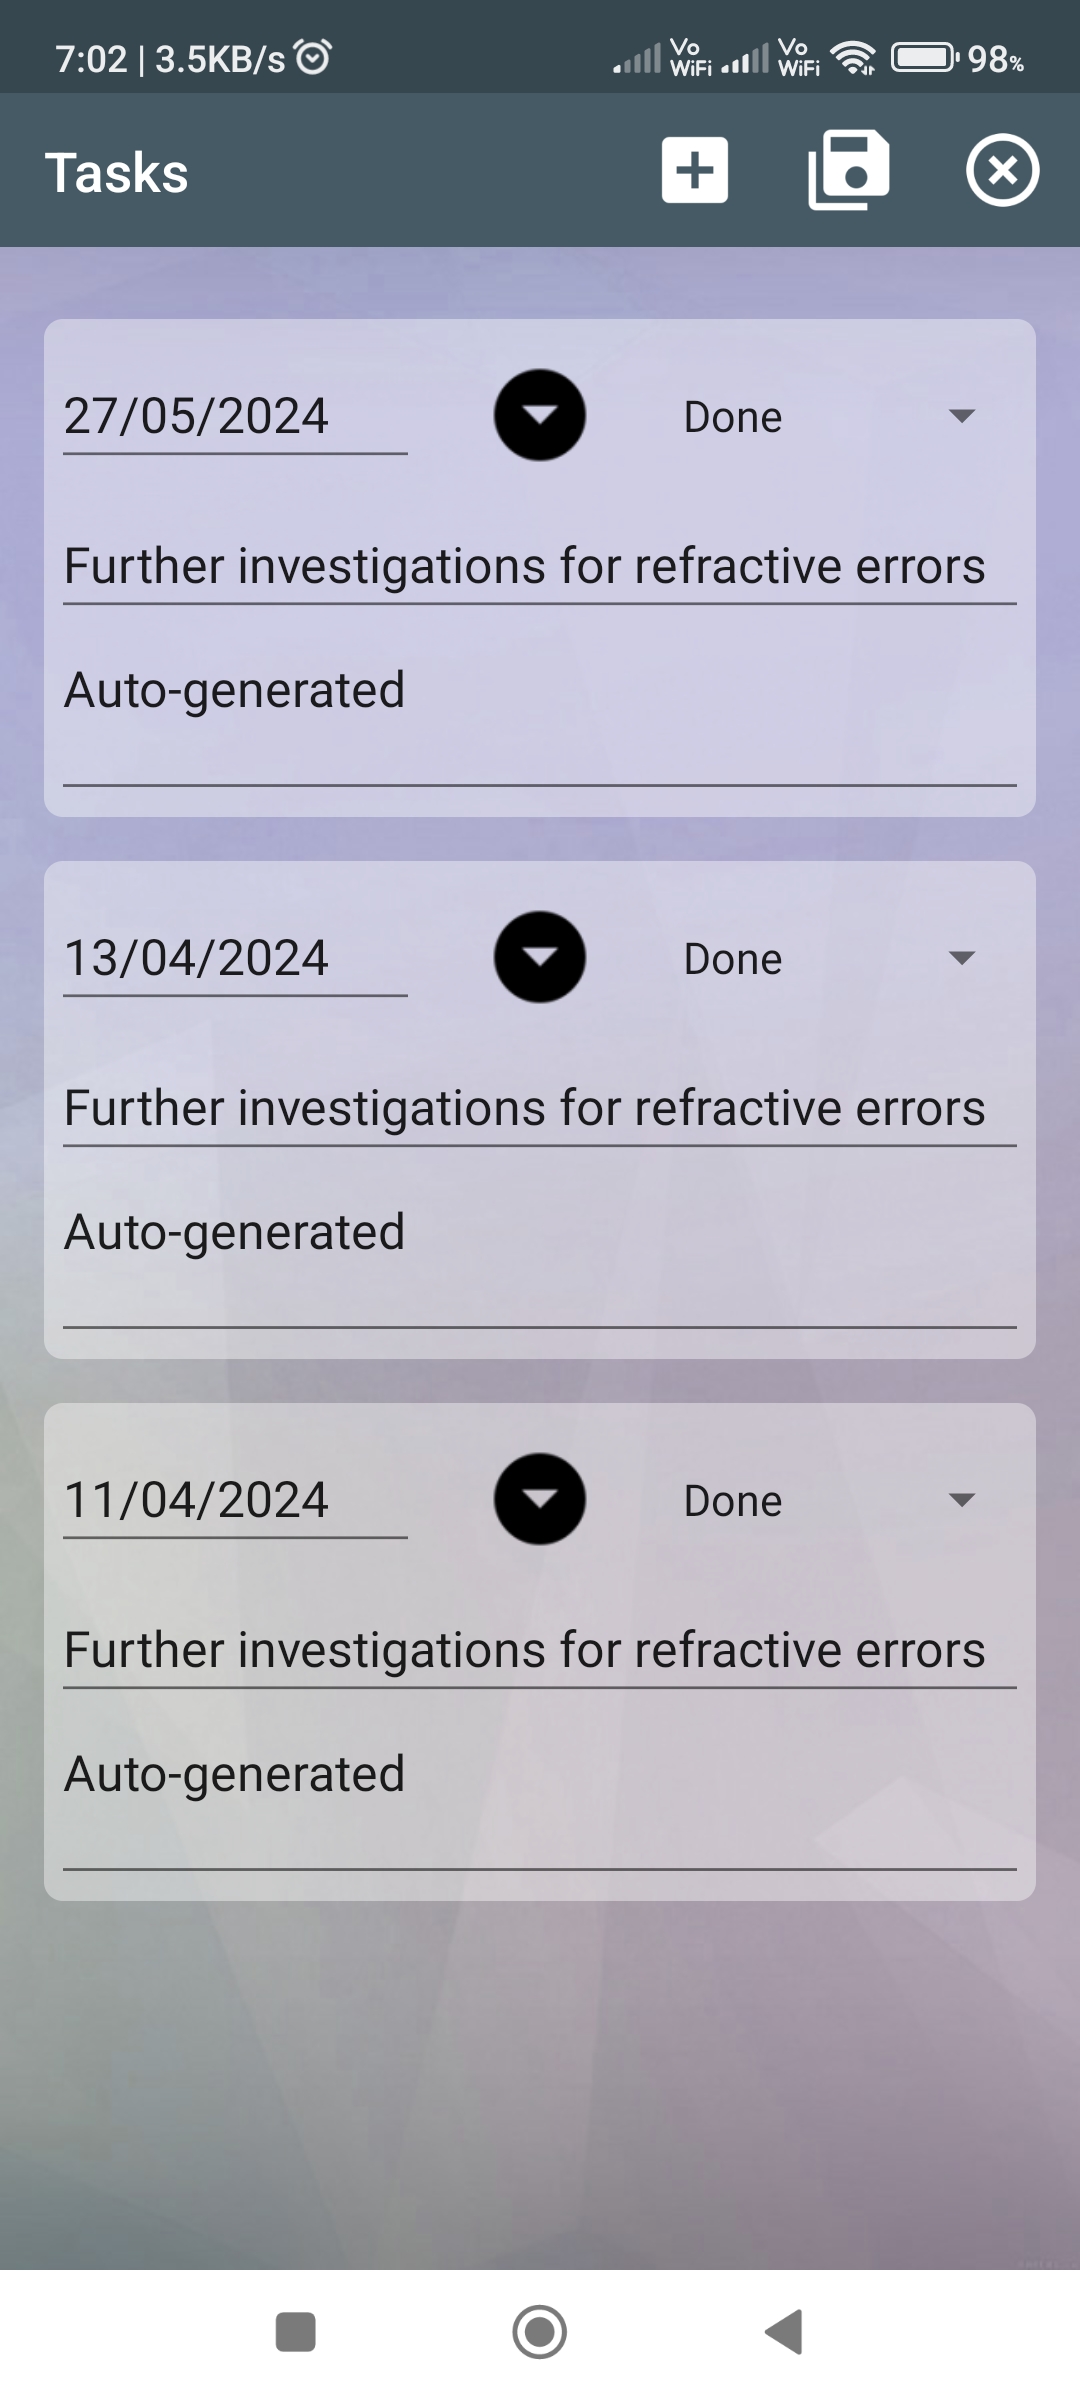 7:02 | 3.5KB/s Vo WiFi Vo WiFi 98%
Tasks
27/05/2024 Done
Further investigations for refractive errors
Auto-generated
13/04/2024 Done
Further investigations for refractive errors
Auto-generated
11/04/2024 Done
Further investigations for refractive errors
Auto-generated